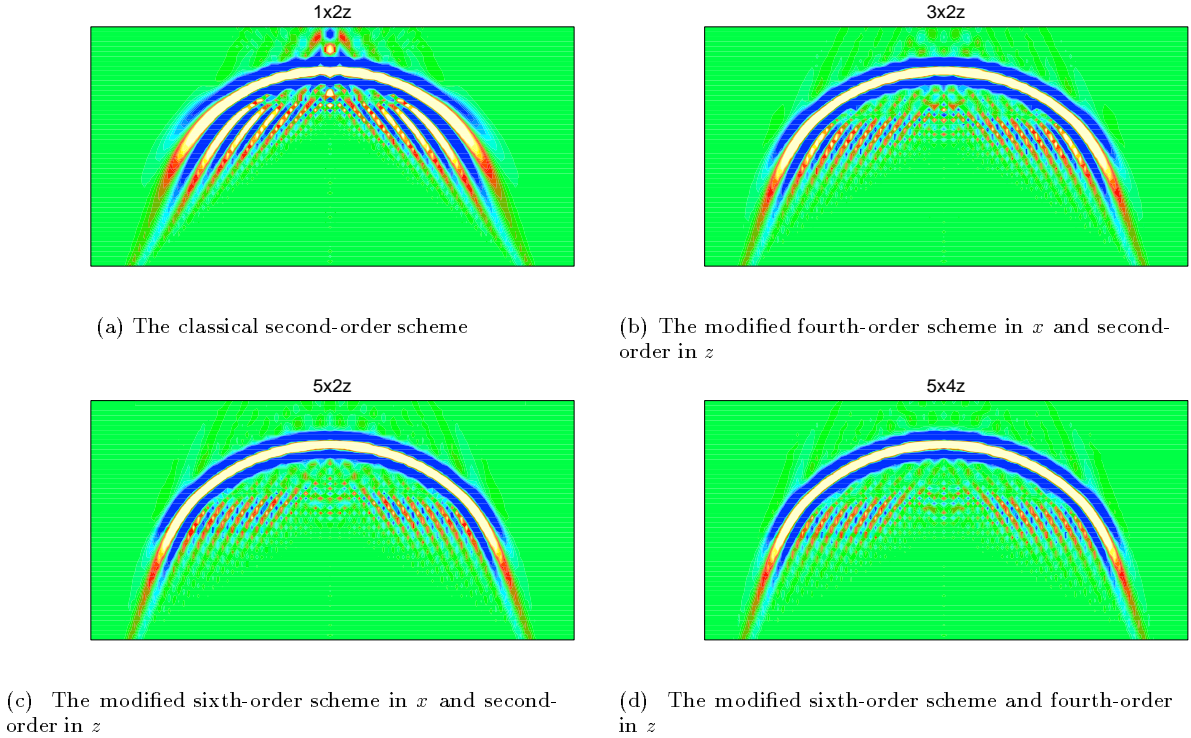 1x2z
3x2z
(a) The classical second-order scheme
(b) The modified fourth-order scheme in x and second-
order in z
5x2z
5x4z
(c) The modified sixth-order scheme in x and second-
order in z
(d) The modified sixth-order scheme and fourth-order
in z